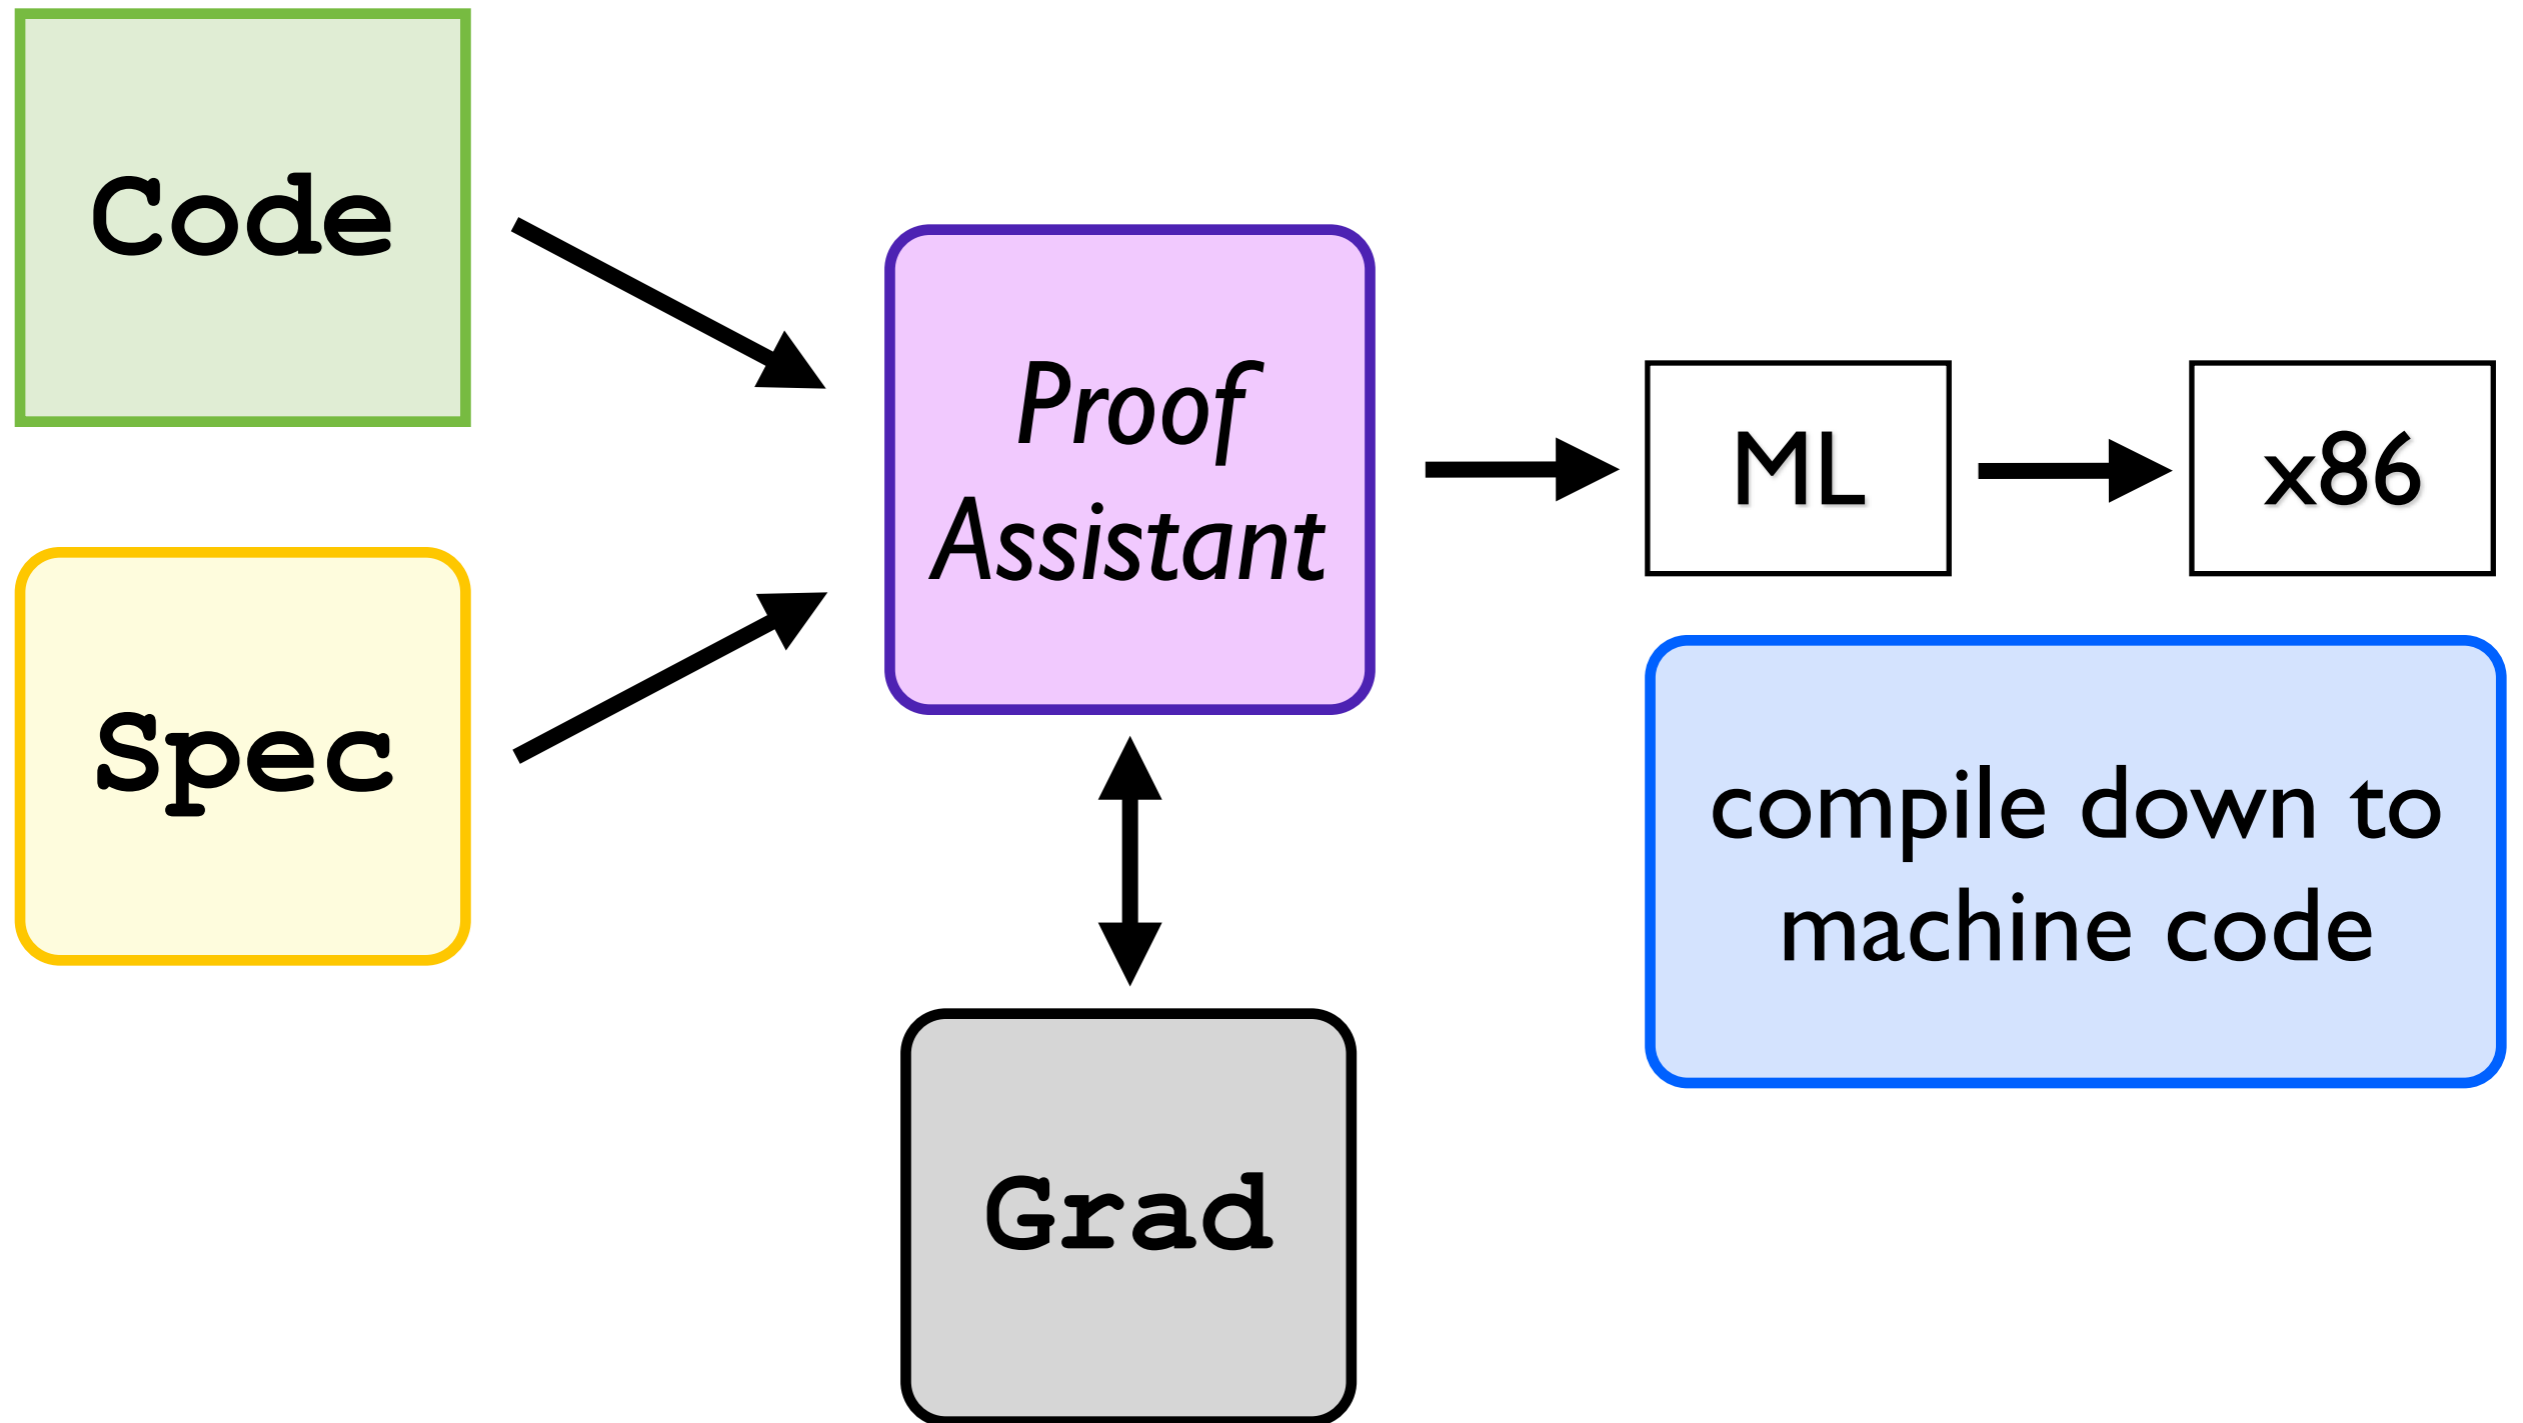 Code
Spec
Proof
Assistant
Grad
ML
x86
compile down to
machine code